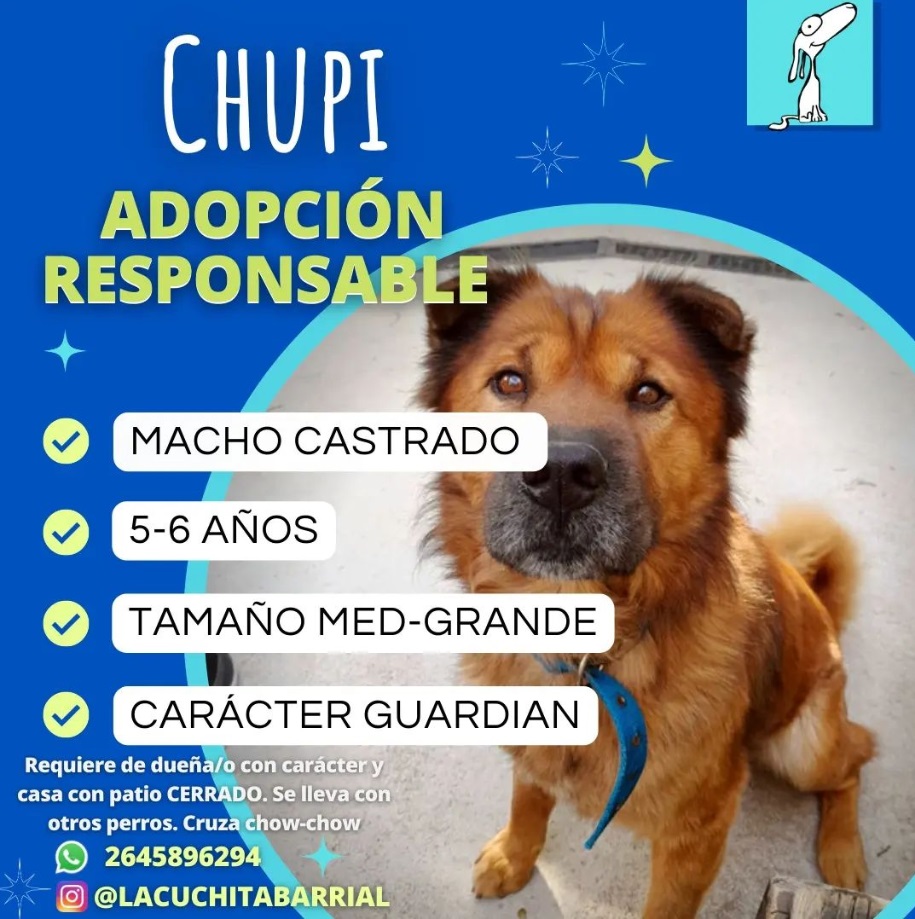 CHUPI
ADOPCIÓN
RESPONSABLE
MACHO CASTRADO
5-6 AÑOS
TAMAÑO MED-GRANDE
CARÁCTER GUARDIAN
Requiere de dueña/o con carácter y
casa con patio CERRADO. Se lleva con
otros perros. Cruza chow-chow
2645896294
@LACUCHITABARRIAL